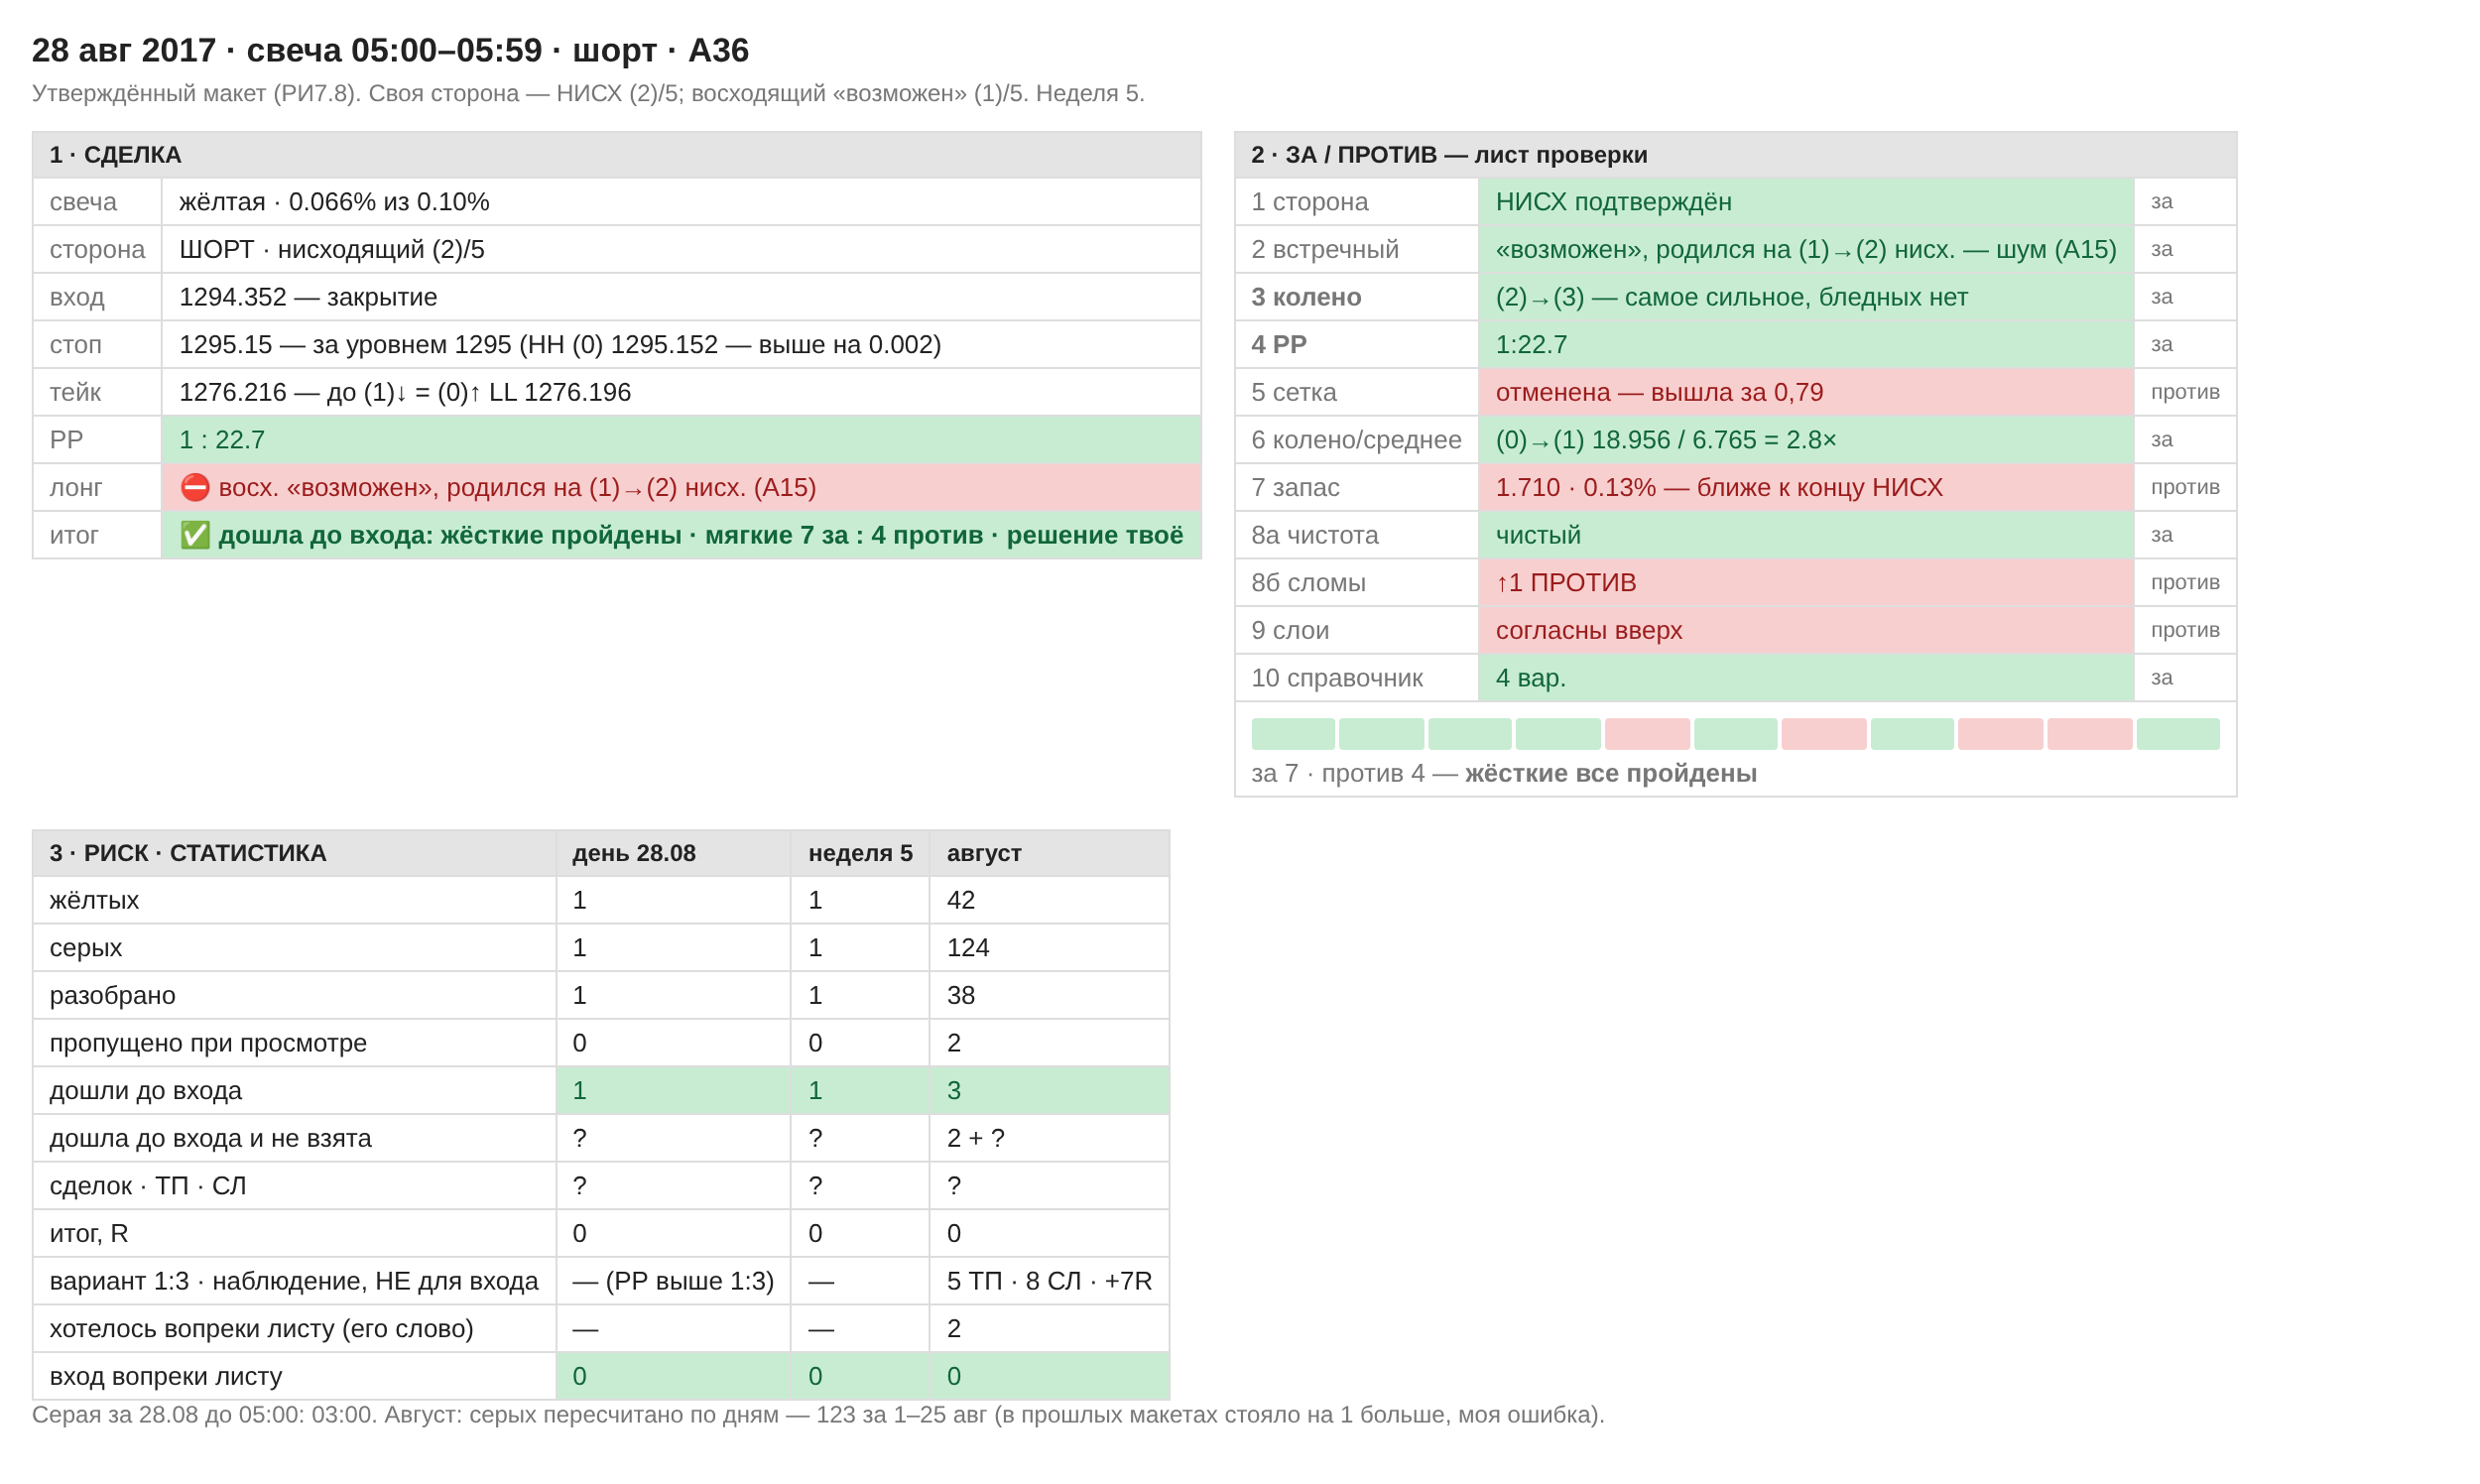 28 авг 2017 · свеча 05:00–05:59 · шорт · А36
Утверждённый макет (РИ7.8). Своя сторона — НИСХ (2)/5; восходящий «возможен» (1)/5. Неделя 5.
1 · СДЕЛКА
свеча жёлтая · 0.066% из 0.10%
сторона ШОРТ · нисходящий (2)/5
вход 1294.352 — закрытие
стоп 1295.15 — за уровнем 1295 (HH (0) 1295.152 — выше на 0.002)
тейк 1276.216 — до (1)↓ = (0)↑ LL 1276.196
РР 1 : 22.7
лонг ⛔ восх. «возможен», родился на (1)→(2) нисх. (А15)
итог ✅ дошла до входа: жёсткие пройдены · мягкие 7 за : 4 против · решение твоё
2 · ЗА / ПРОТИВ — лист проверки
1 сторона НИСХ подтверждён за
2 встречный «возможен», родился на (1)→(2) нисх. — шум (А15) за
3 колено (2)→(3) — самое сильное, бледных нет за
4 РР 1:22.7 за
5 сетка отменена — вышла за 0,79 против
6 колено/среднее (0)→(1) 18.956 / 6.765 = 2.8× за
7 запас 1.710 · 0.13% — ближе к концу НИСХ против
8а чистота чистый за
8б сломы ↑1 ПРОТИВ против
9 слои согласны вверх против
10 справочник 4 вар. за
за 7 · против 4 — жёсткие все пройдены
3 · РИСК · СТАТИСТИКА день 28.08 неделя 5 август
жёлтых 1 1 42
серых 1 1 124
разобрано 1 1 38
пропущено при просмотре 0 0 2
дошли до входа 1 1 3
дошла до входа и не взята ? ? 2 + ?
сделок · ТП · СЛ ? ? ?
итог, R 0 0 0
вариант 1:3 · наблюдение, НЕ для входа — (РР выше 1:3) — 5 ТП · 8 СЛ · +7R
хотелось вопреки листу (его слово) — — 2
вход вопреки листу 0 0 0
Серая за 28.08 до 05:00: 03:00. Август: серых пересчитано по дням — 123 за 1–25 авг (в прошлых макетах стояло на 1 больше, моя ошибка).